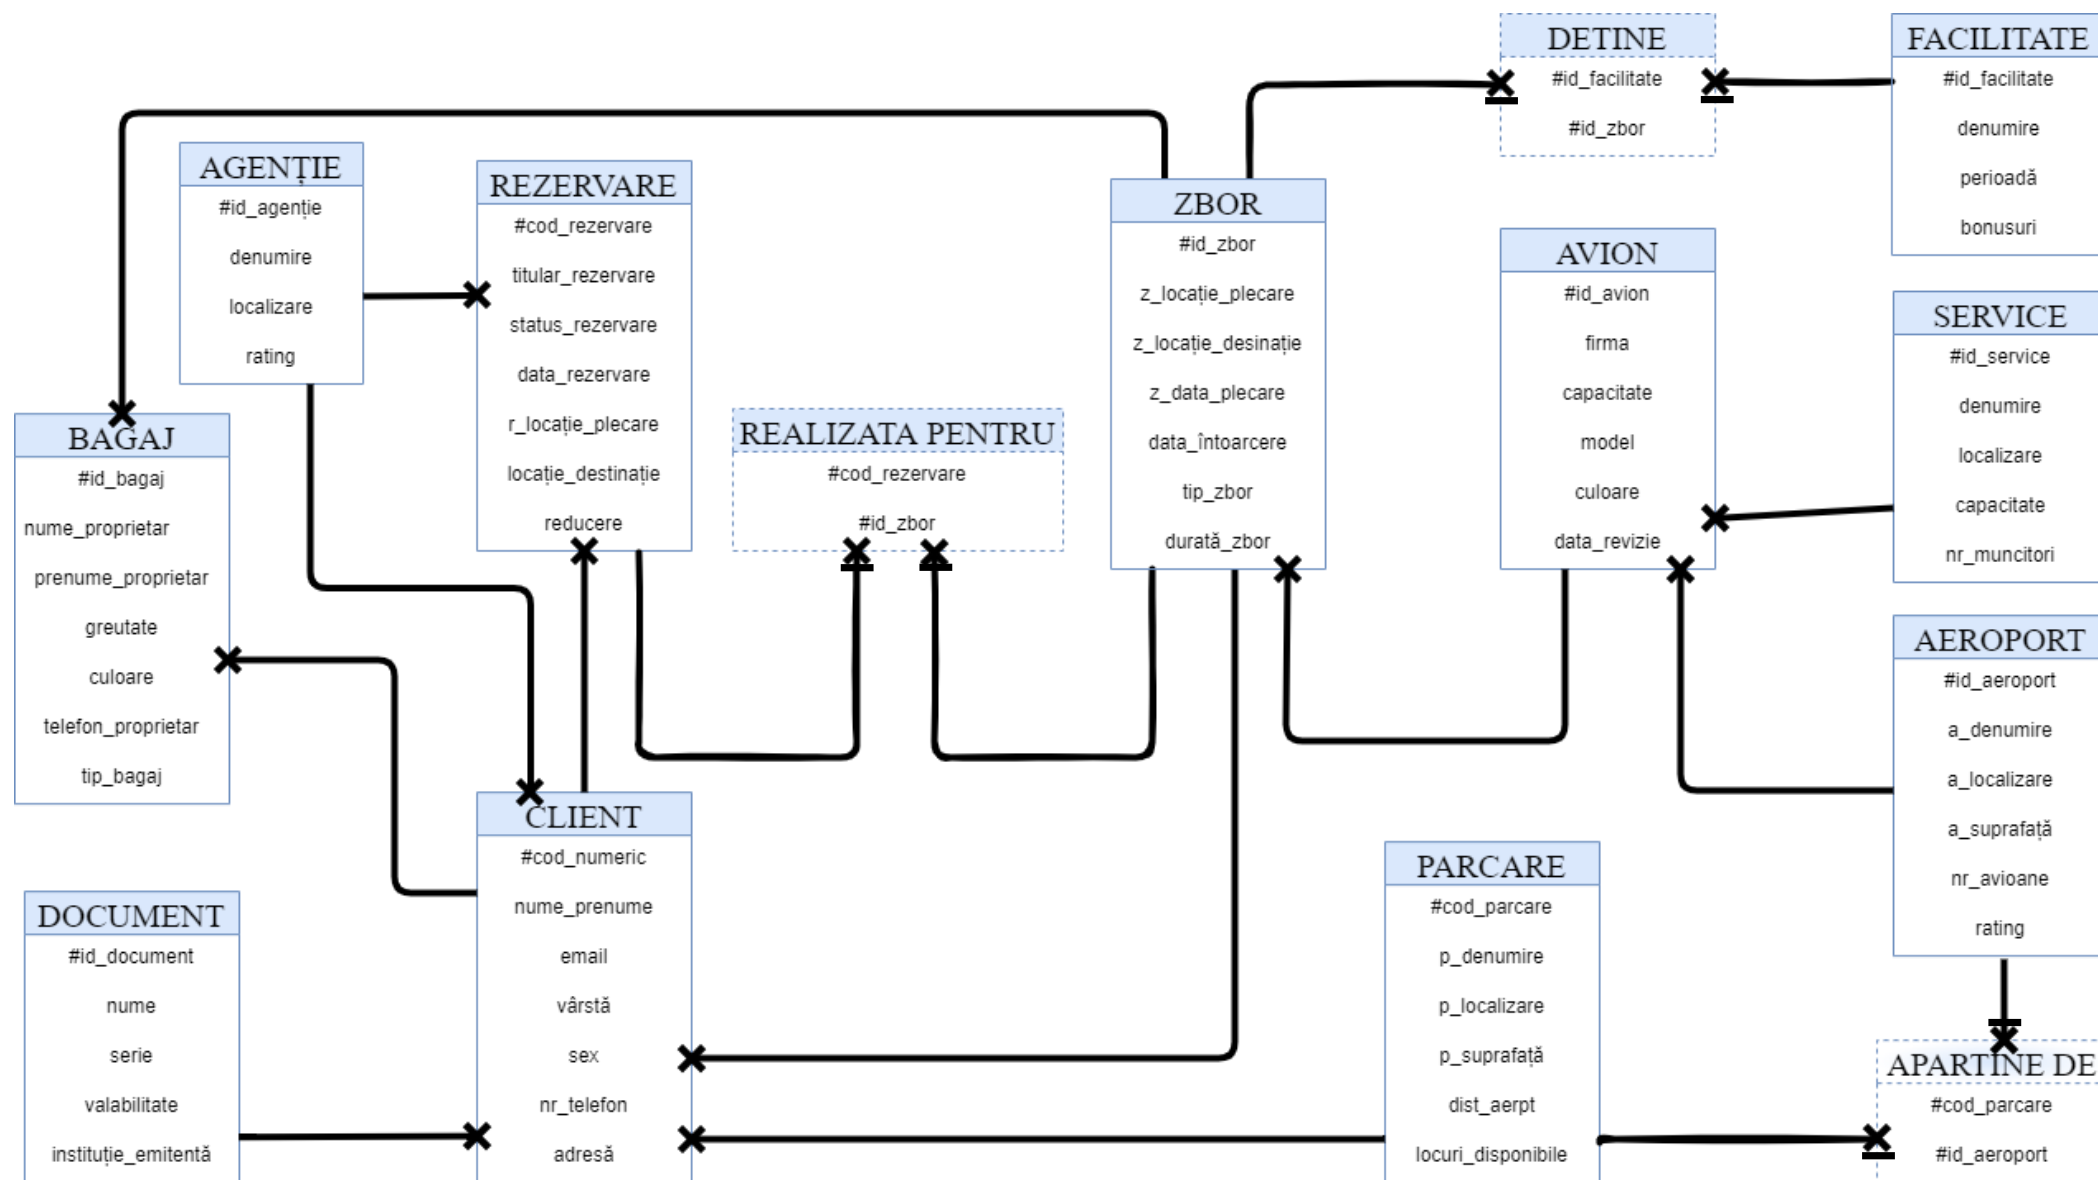 DETINE
#id_facilitate
#id_zbor
FACILITATE
#id_facilitate
denumire
perioadă
bonusuri
AGENȚIE
#id_agenție
denumire
localizare
rating
REZERVARE
#cod_rezervare
titular_rezervare
status_rezervare
data_rezervare
r_locație_plecare
locație_destinație
reducere
ZBOR
#id_zbor
z_locație_plecare
z_locație_desinație
z_data_plecare
data_întoarcere
tip_zbor
durată_zbor
AVION
#id_avion
firma
capacitate
model
culoare
data_revizie
SERVICE
#id_service
denumire
localizare
capacitate
nr_muncitori
BAGAJ
#id_bagaj
nume_proprietar
prenume_proprietar
greutate
culoare
telefon_proprietar
tip_bagaj
REALIZATA PENTRU
#cod_rezervare
#id_zbor
AEROPORT
#id_aeroport
a_denumire
a_localizare
a_suprafață
nr_avioane
rating
CLIENT
#cod_numeric
nume_prenume
email
vârstă
sex
nr_telefon
adresă
DOCUMENT
#id_document
nume
serie
valabilitate
instituție_emitentă
PARCARE
#cod_parcare
p_denumire
p_localizare
p_suprafață
dist_aerpt
locuri_disponibile
APARTINE DE
#cod_parcare
#id_aeroport